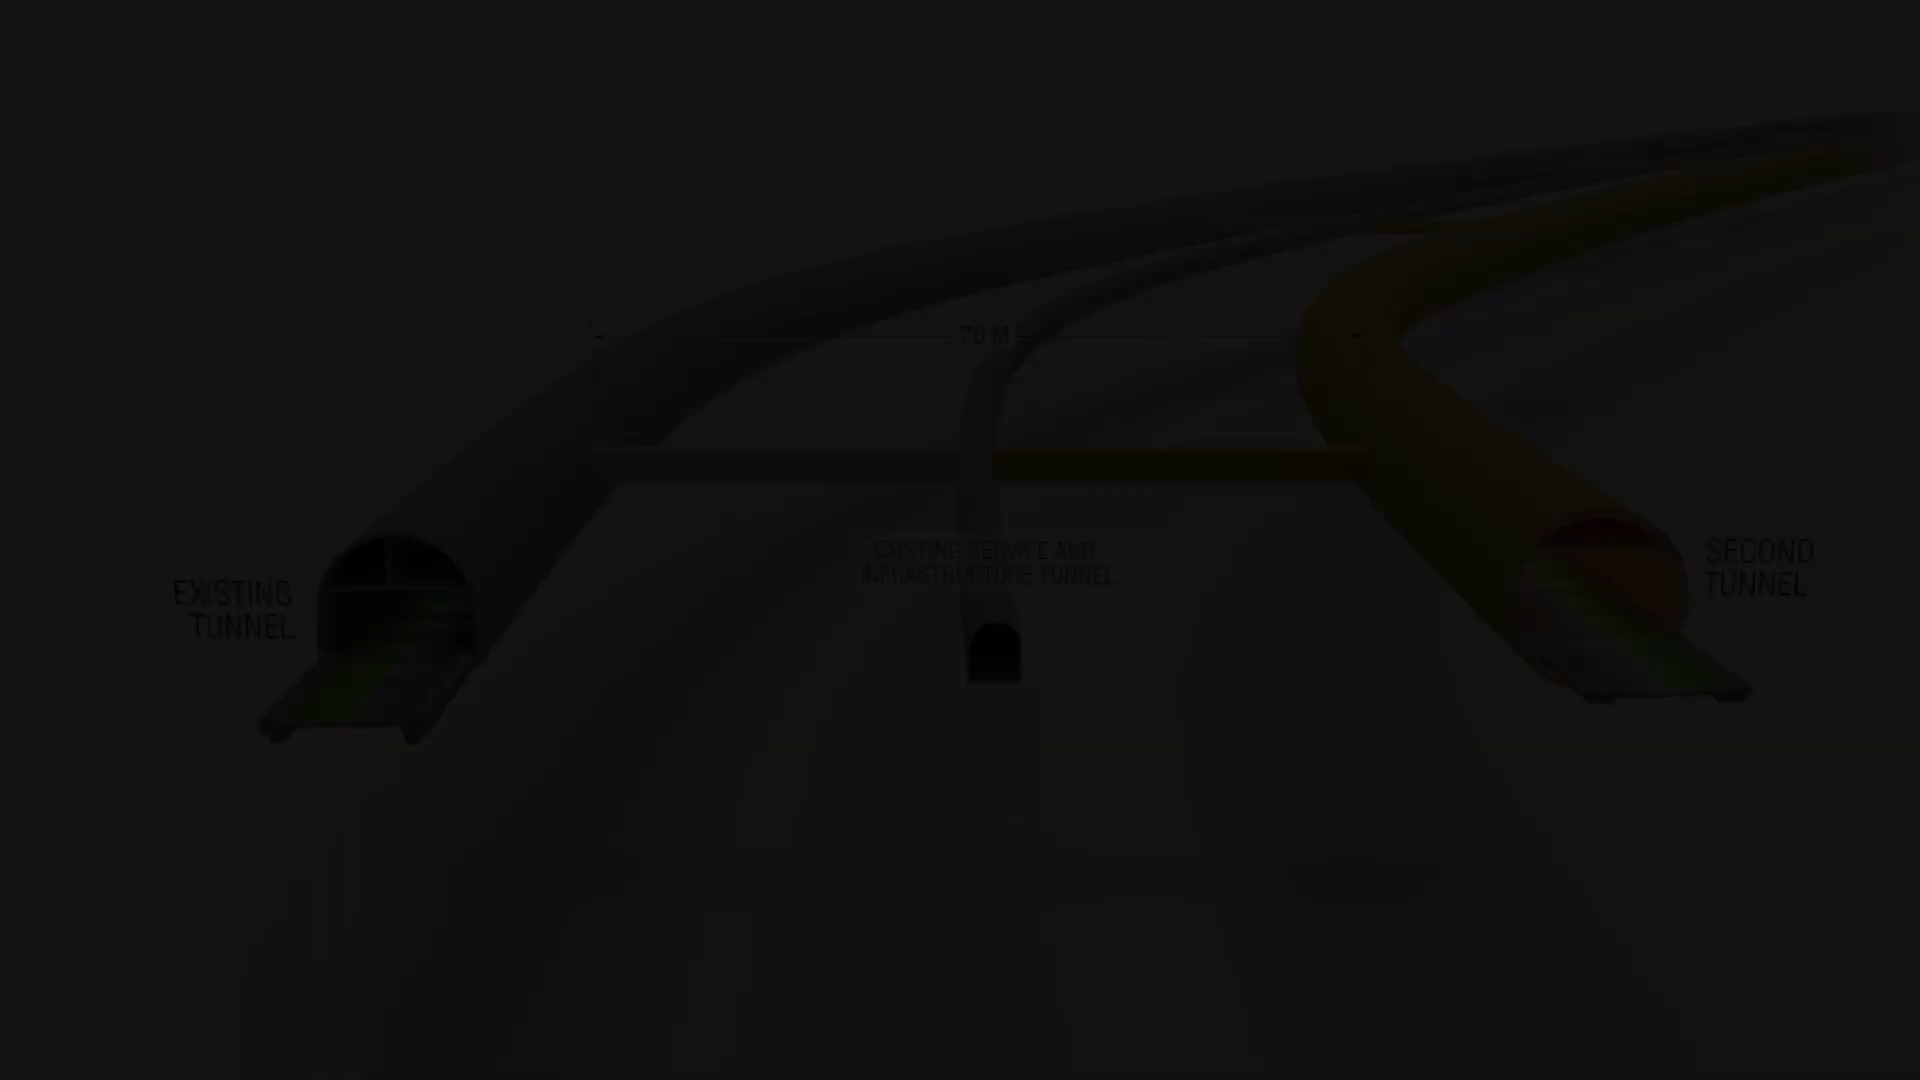 70 M
EXISTING SERVICE AND
INFRASTRUCTURE TUNNEL
SECOND
TUNNEL
EXISTING
TUNNEL